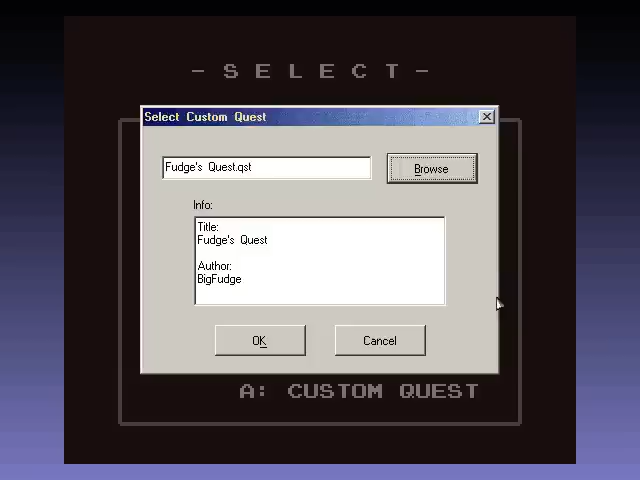 - S E L E C T -
Select Custom Quest
Fudge's Quest.qst
Browse
Info:
Title:
Fudge's Quest
Author:
BigFudge
OK
Cancel
A: CUSTOM QUEST